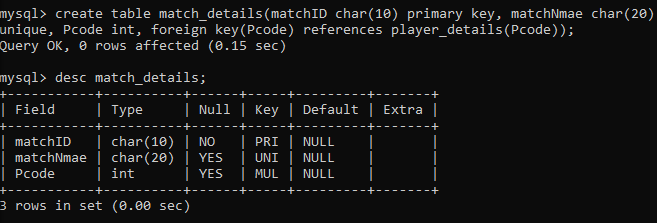 mysql> create table match_details(matchID char(10) primary key, matchNmae char(20)
unique, Pcode int, foreign key(Pcode) references player_details(Pcode));
Query OK, 0 rows affected (0.15 sec)

mysql> desc match_details;
+-----------+----------+------+-----+---------+-------+
| Field     | Type     | Null | Key | Default | Extra |
+-----------+----------+------+-----+---------+-------+
| matchID   | char(10) | NO   | PRI | NULL    |       |
| matchNmae | char(20) | YES  | UNI | NULL    |       |
| Pcode     | int      | YES  | MUL | NULL    |       |
+-----------+----------+------+-----+---------+-------+
3 rows in set (0.00 sec)